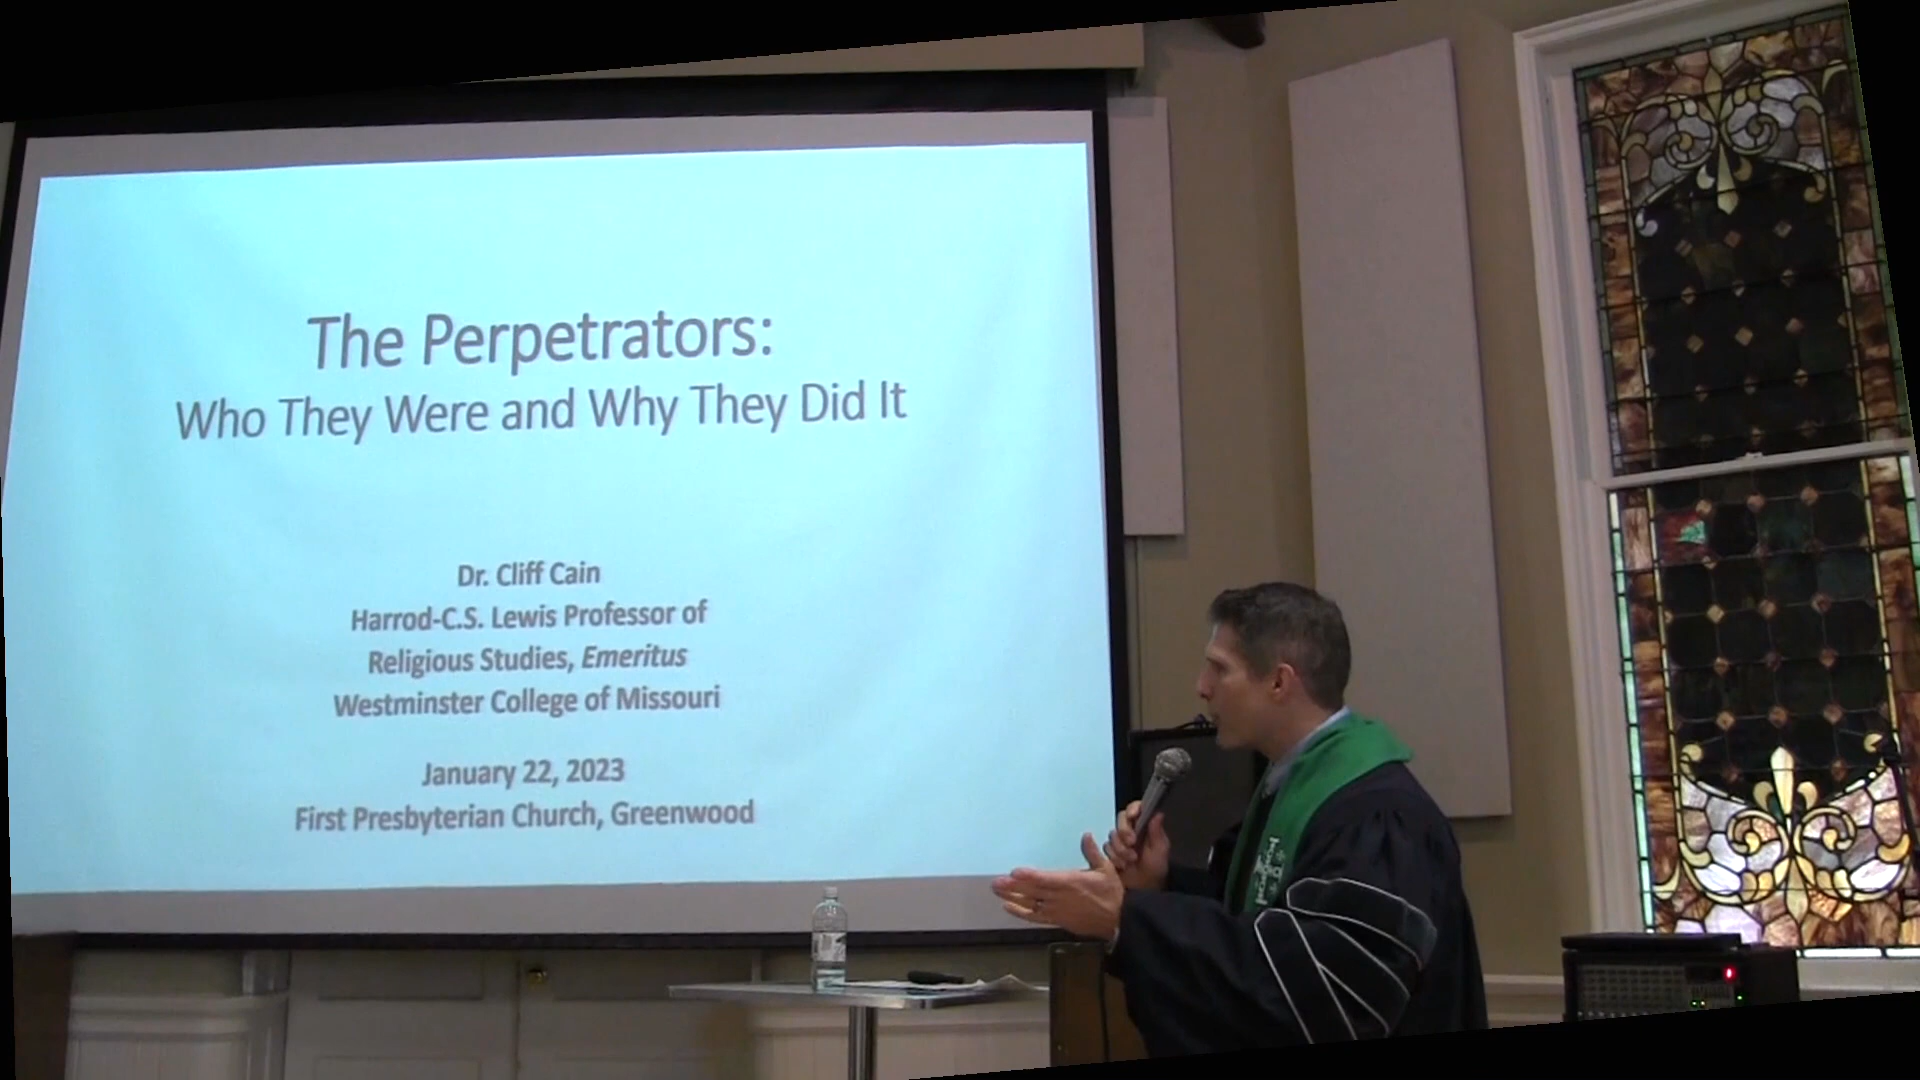 The Perpetrators:
Who They Were and Why They Did It
Dr. Cliff Cain
Harrod-C.S. Lewis Professor of
Religious Studies, Emeritus
Westminster College of Missouri
January 22, 2023
First Presbyterian Church, Greenwood